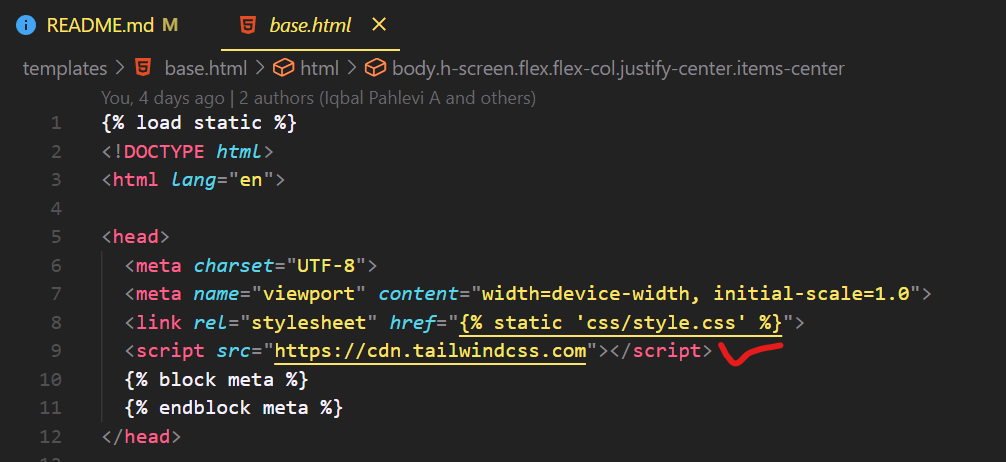 README.md M base.html
templates > base.html > html > body.h-screen.flex.flex-col.justify-center.items-center
You, 4 days ago | 2 authors (Iqbal Pahlevi A and others)
1 {% load static %}
2 <!DOCTYPE html>
3 <html lang="en">
4
5 <head>
6 <meta charset="UTF-8">
7 <meta name="viewport" content="width=device-width, initial-scale=1.0">
8 <link rel="stylesheet" href="{% static 'css/style.css' %}">
9 <script src="https://cdn.tailwindcss.com"></script>
10 {% block meta %}
11 {% endblock meta %}
12 </head>